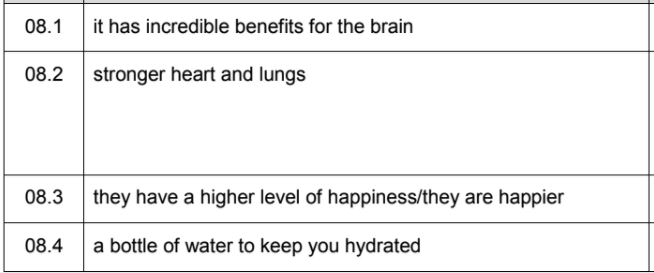 08.1 it has incredible benefits for the brain
08.2 stronger heart and lungs
08.3 they have a higher level of happiness/they are happier
08.4 a bottle of water to keep you hydrated